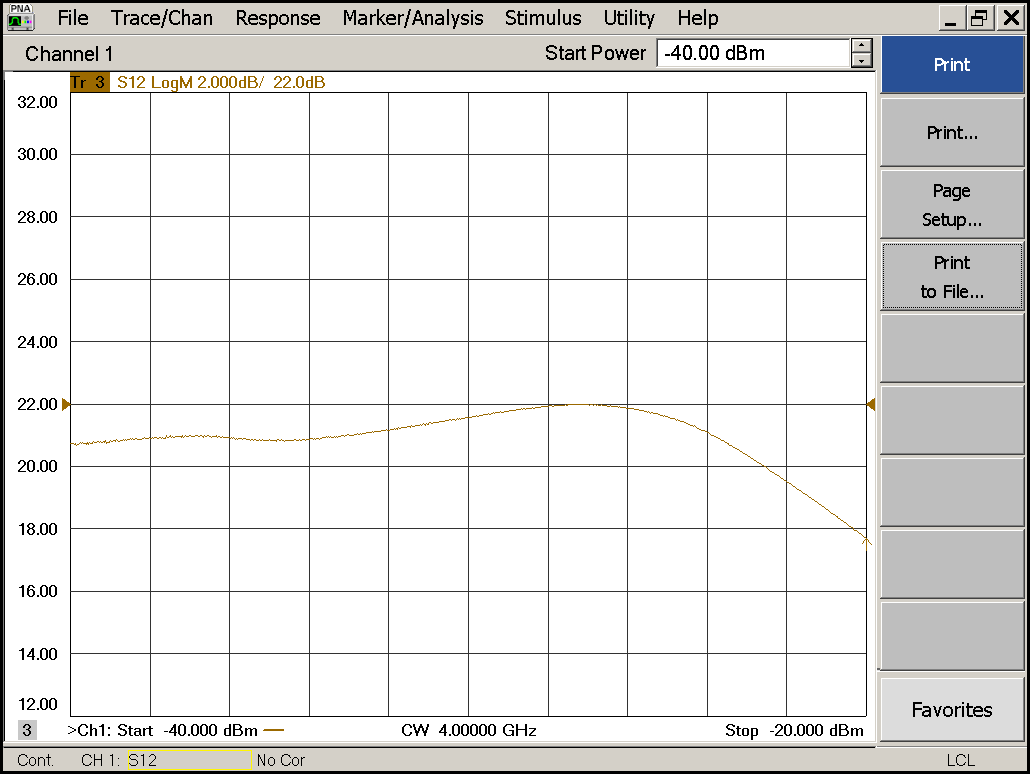 PNA File Trace/Chan Response Marker/Analysis Stimulus Utility Help
Channel 1 Start Power -40.00 dBm
Print
Print...
Page
Setup...
Print
to File...
Favorites
Tr 3 S12 LogM 2.000dB/ 22.0dB
32.00
30.00
28.00
26.00
24.00
22.00
20.00
18.00
16.00
14.00
12.00
3 >Ch1: Start -40.000 dBm CW 4.00000 GHz Stop -20.000 dBm
Cont. CH 1: S12 No Cor LCL